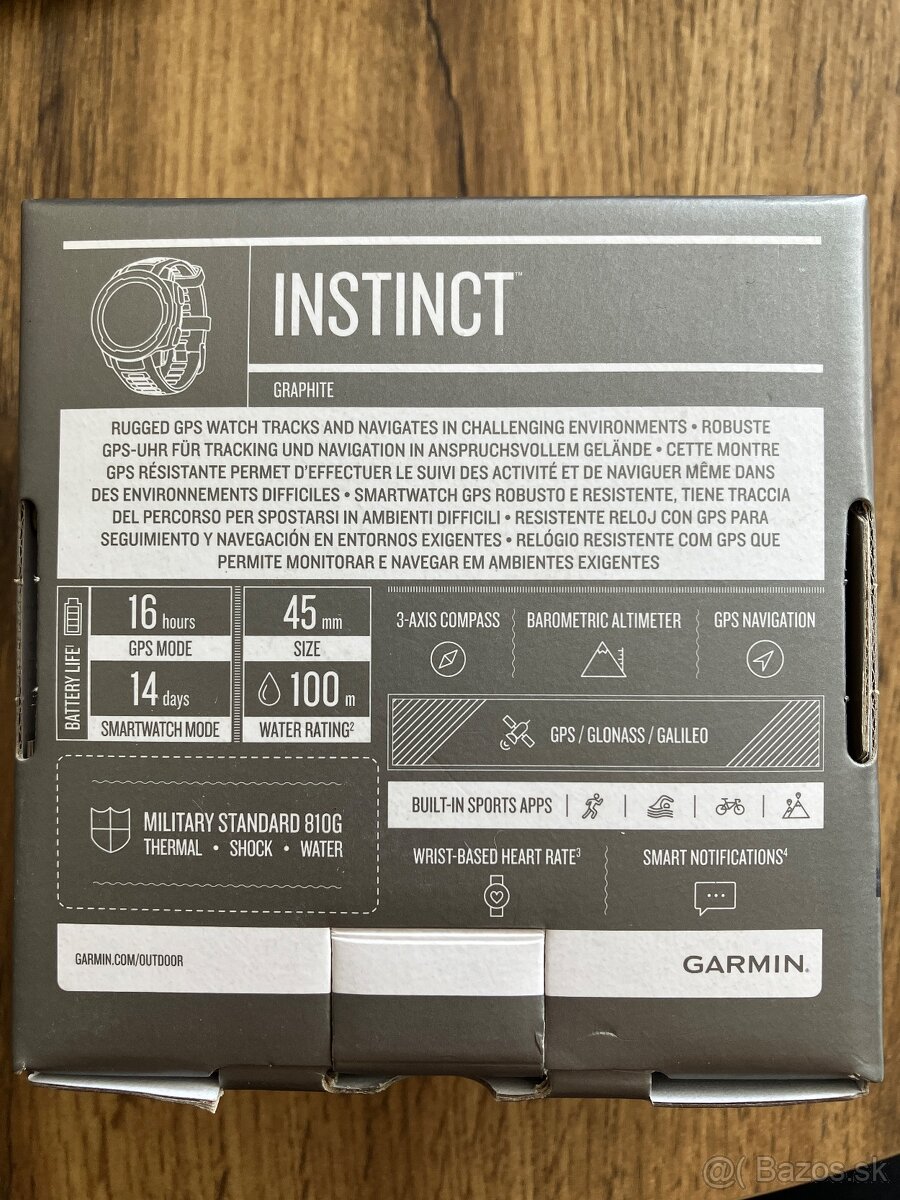 INSTINCT™
GRAPHITE
RUGGED GPS WATCH TRACKS AND NAVIGATES IN CHALLENGING ENVIRONMENTS • ROBUSTE
GPS-UHR FÜR TRACKING UND NAVIGATION IN ANSPRUCHSVOLLEM GELÄNDE • CETTE MONTRE
GPS RÉSISTANTE PERMET D'EFFECTUER LE SUIVI DES ACTIVITÉ ET DE NAVIGUER MÊME DANS
DES ENVIRONNEMENTS DIFFICILES • SMARTWATCH GPS ROBUSTO E RESISTENTE, TIENE TRACCIA
DEL PERCORSO PER SPOSTARSI IN AMBIENTI DIFFICILI • RESISTENTE RELOJ CON GPS PARA
SEGUIMIENTO Y NAVEGACIÓN EN ENTORNOS EXIGENTES • RELÓGIO RESISTENTE COM GPS QUE
PERMITE MONITORAR E NAVEGAR EM AMBIENTES EXIGENTES
BATTERY LIFE¹
16 hours
GPS MODE
14 days
SMARTWATCH MODE
45 mm
SIZE
100 m
WATER RATING²
3-AXIS COMPASS
BAROMETRIC ALTIMETER
GPS NAVIGATION
GPS / GLONASS / GALILEO
MILITARY STANDARD 810G
THERMAL • SHOCK • WATER
BUILT-IN SPORTS APPS
WRIST-BASED HEART RATE³
SMART NOTIFICATIONS⁴
GARMIN.COM/OUTDOOR
GARMIN®
@( Bazos.sk